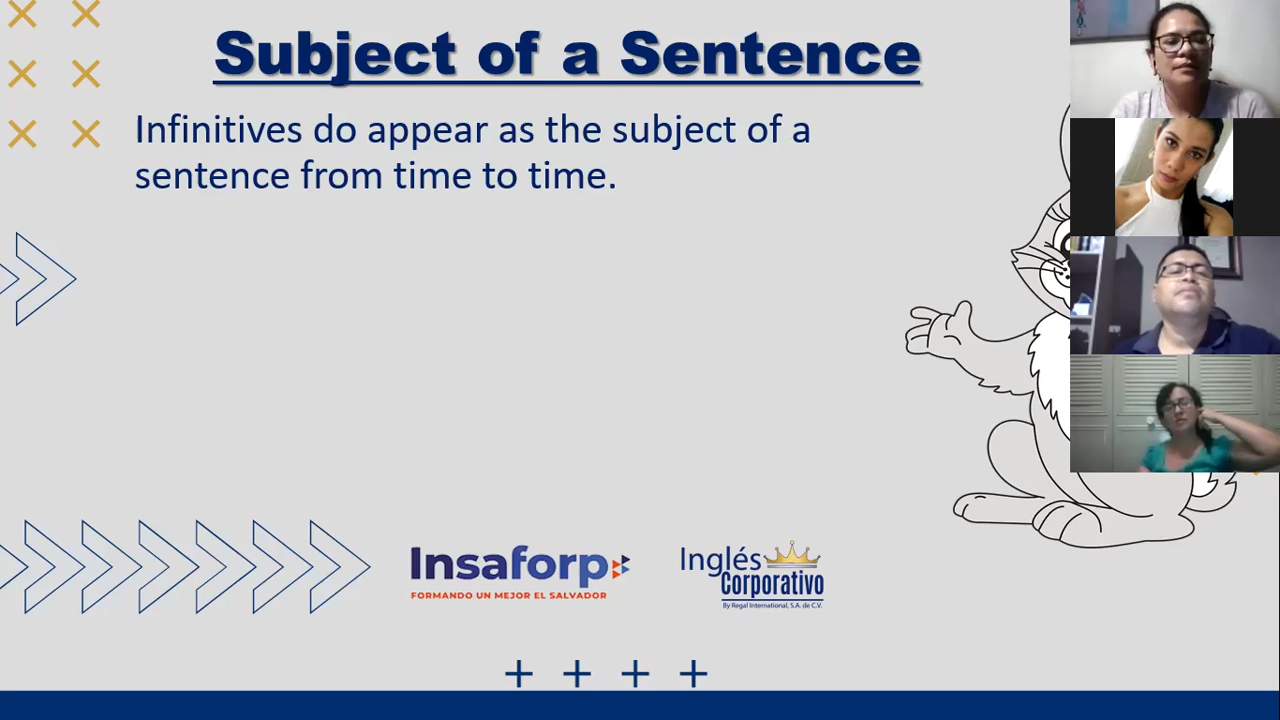 Subject of a Sentence
Infinitives do appear as the subject of a
sentence from time to time.
Insaforp
FORMANDO UN MEJOR EL SALVADOR
Inglés
Corporativo
By Regal International, S.A. de C.V.